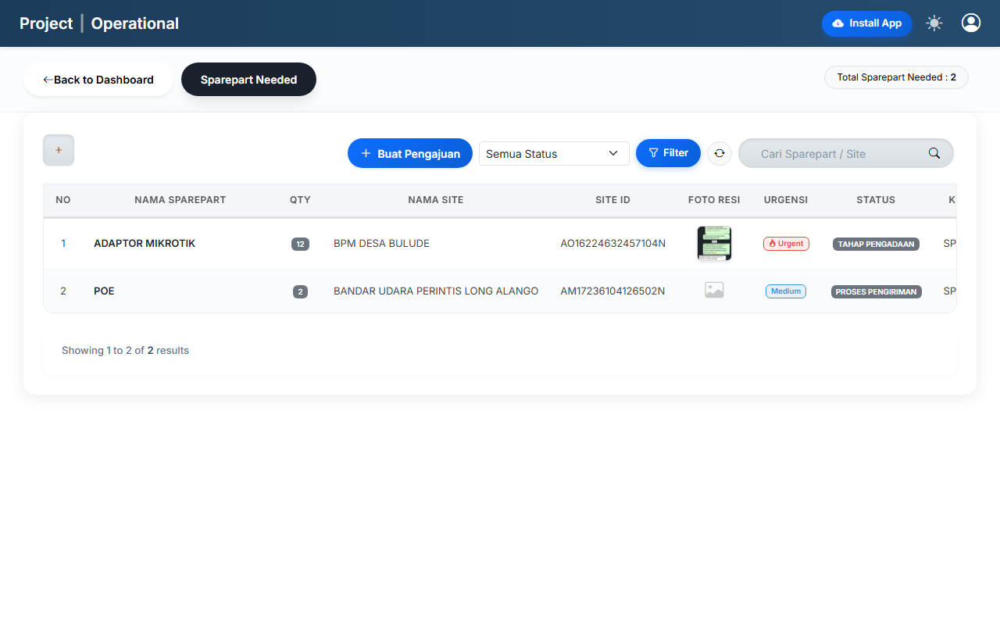 Project | Operational
Install App
←Back to Dashboard
Sparepart Needed
Total Sparepart Needed : 2
+
+ Buat Pengajuan
Semua Status
Filter
Cari Sparepart / Site
NO NAMA SPAREPART QTY NAMA SITE SITE ID FOTO RESI URGENSI STATUS K
1 ADAPTOR MIKROTIK 12 BPM DESA BULUDE AO16224632457104N Urgent TAHAP PENGADAAN SP
2 POE 2 BANDAR UDARA PERINTIS LONG ALANGO AM17236104126502N Medium PROSES PENGIRIMAN SP
Showing 1 to 2 of 2 results